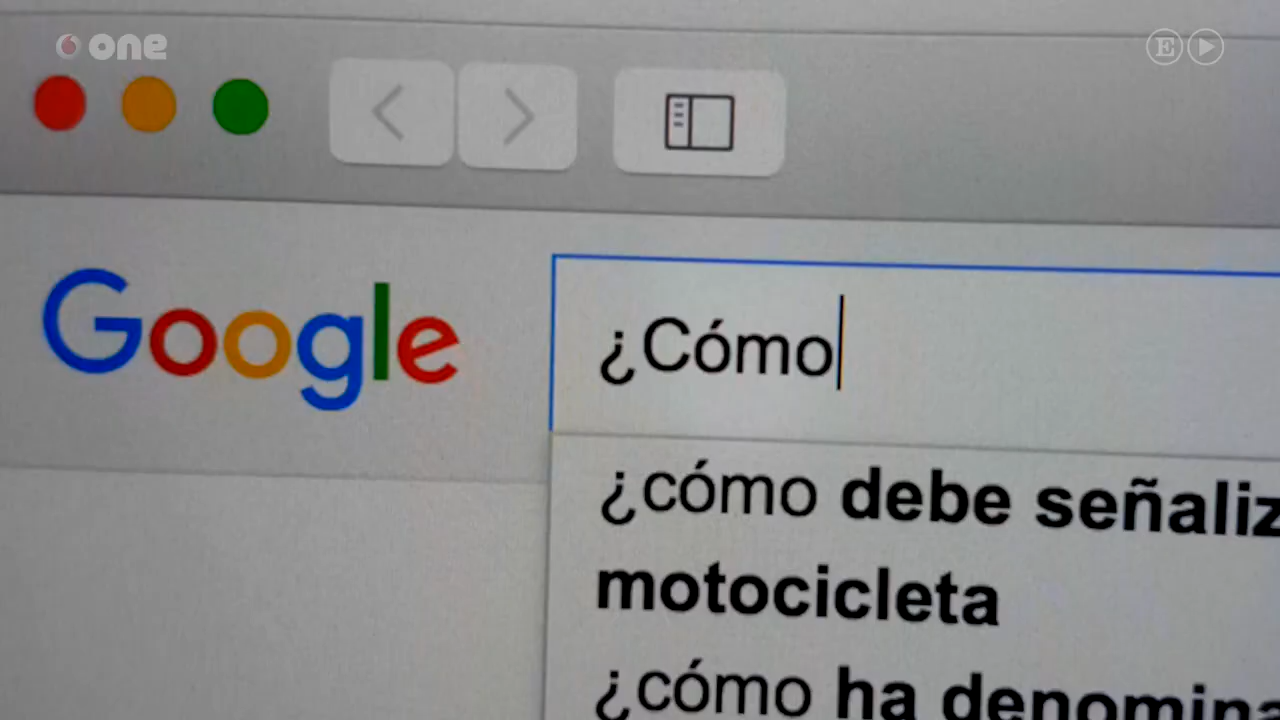 one
E
Google
¿Cómo
¿cómo debe señaliz
motocicleta
¿cómo ha denomina